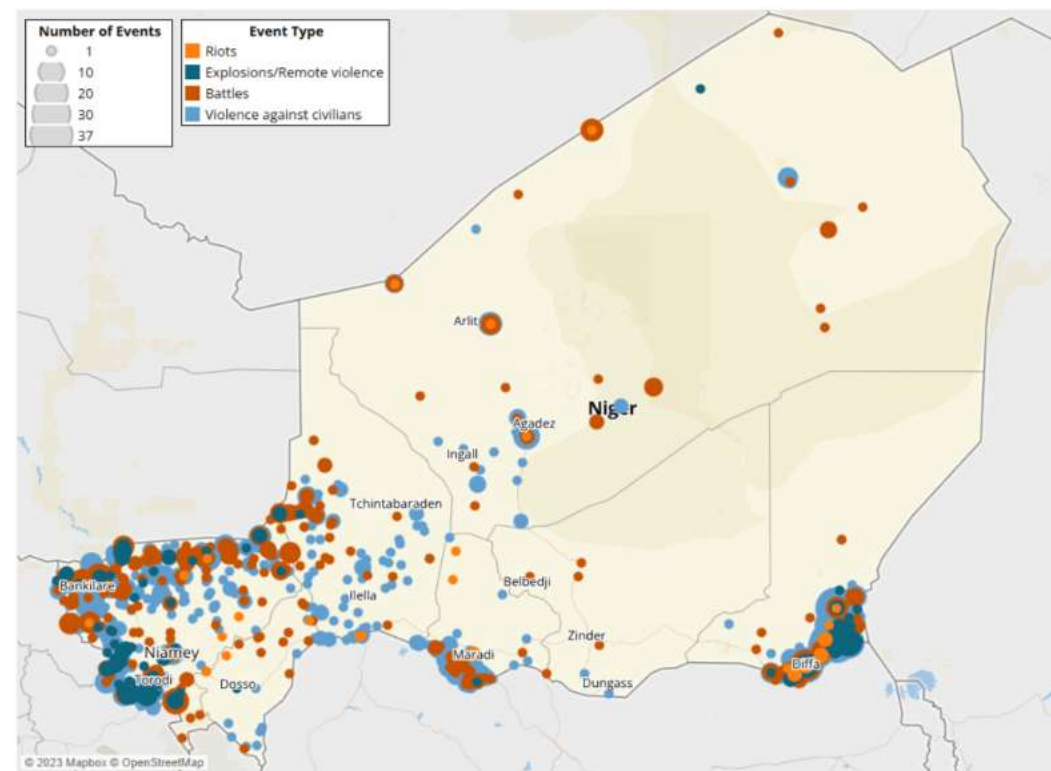 Number of Events
1
10
20
30
37
Event Type
Riots
Explosions/Remote violence
Battles
Violence against civilians
Arlit
Niger
Agadez
Ingall
Tchintabaraden
Bankilare
Ilella
Belbedji
Zinder
Niamey
Maradi
Diffa
Torodi
Dosso
Dungass
© 2023 Mapbox © OpenStreetMap